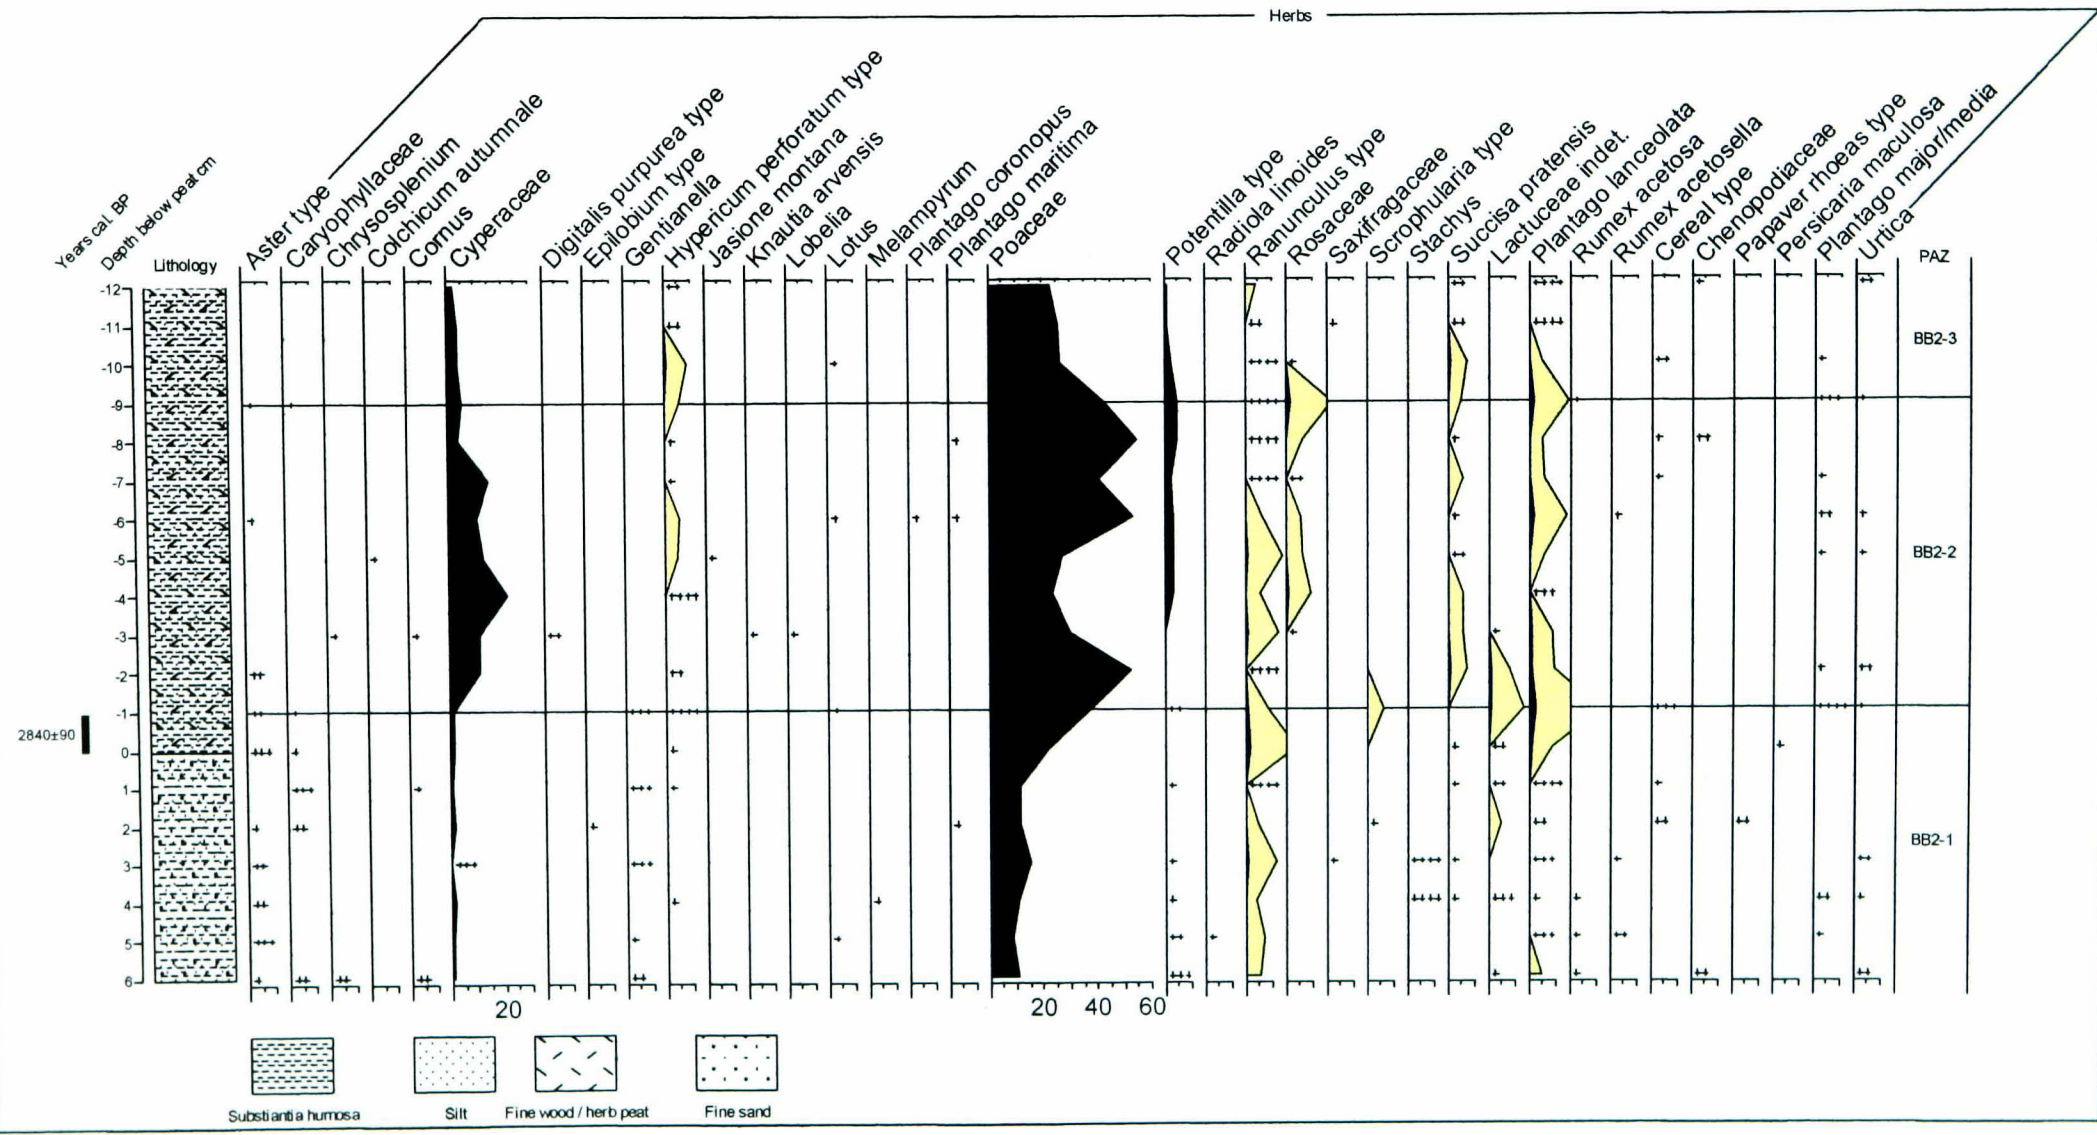 Herbs
Years cal. BP
Depth below peat cm
Lithology
Aster type
Caryophyllaceae
Chrysosplenium
Colchicum autumnale
Cornus
Cyperaceae
Digitalis purpurea type
Epilobium type
Gentianella
Hypericum perforatum type
Jasione montana
Knautia arvensis
Lobelia
Lotus
Melampyrum
Plantago coronopus
Plantago maritima
Poaceae
Potentilla type
Radiola linoides
Ranunculus type
Rosaceae
Saxifragaceae
Scrophularia type
Stachys
Succisa pratensis
Lactuceae indet.
Plantago lanceolata
Rumex acetosa
Rumex acetosella
Cereal type
Chenopodiaceae
Papaver rhoeas type
Persicaria maculosa
Plantago major/media
Urtica
PAZ
-12
-11
-10
-9
-8
-7
-6
-5
-4
-3
-2
-1
0
1
2
3
4
5
6
2840±90
BB2-3
BB2-2
BB2-1
20
20 40 60
Substiantia humosa
Silt
Fine wood / herb peat
Fine sand